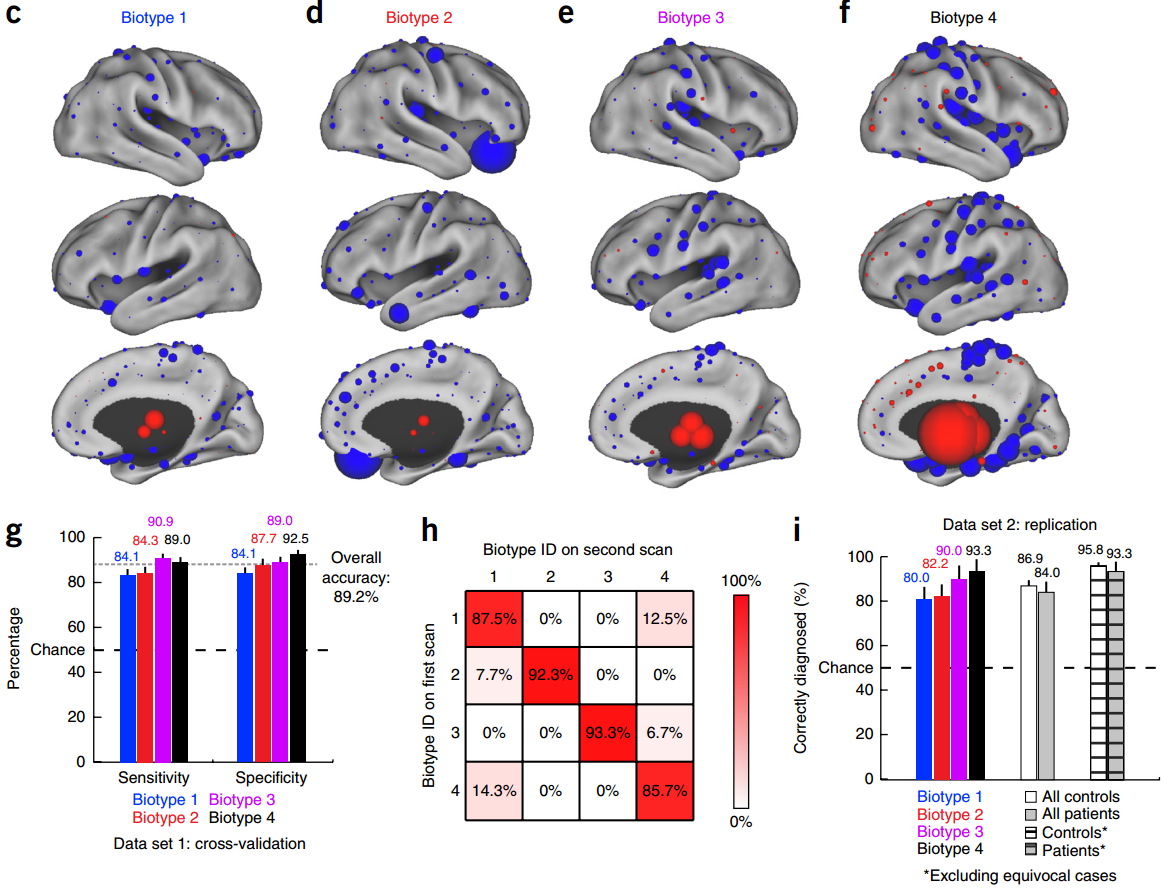 c Biotype 1
d Biotype 2
e Biotype 3
f Biotype 4
g
90.9
84.1
84.3
89.0
89.0
84.1
87.7
92.5
Overall
accuracy:
89.2%
Percentage
100
80
60
Chance
40
20
0
Sensitivity Specificity
Biotype 1 Biotype 3
Biotype 2 Biotype 4
Data set 1: cross-validation
h
Biotype ID on second scan
1 2 3 4
Biotype ID on first scan
1 87.5% 0% 0% 12.5%
2 7.7% 92.3% 0% 0%
3 0% 0% 93.3% 6.7%
4 14.3% 0% 0% 85.7%
100%
0%
i
Data set 2: replication
Correctly diagnosed (%)
100
80
60
Chance
40
20
0
80.0
82.2
90.0
93.3
86.9
84.0
95.8
93.3
Biotype 1
Biotype 2
Biotype 3
Biotype 4
All controls
All patients
Controls*
Patients*
*Excluding equivocal cases